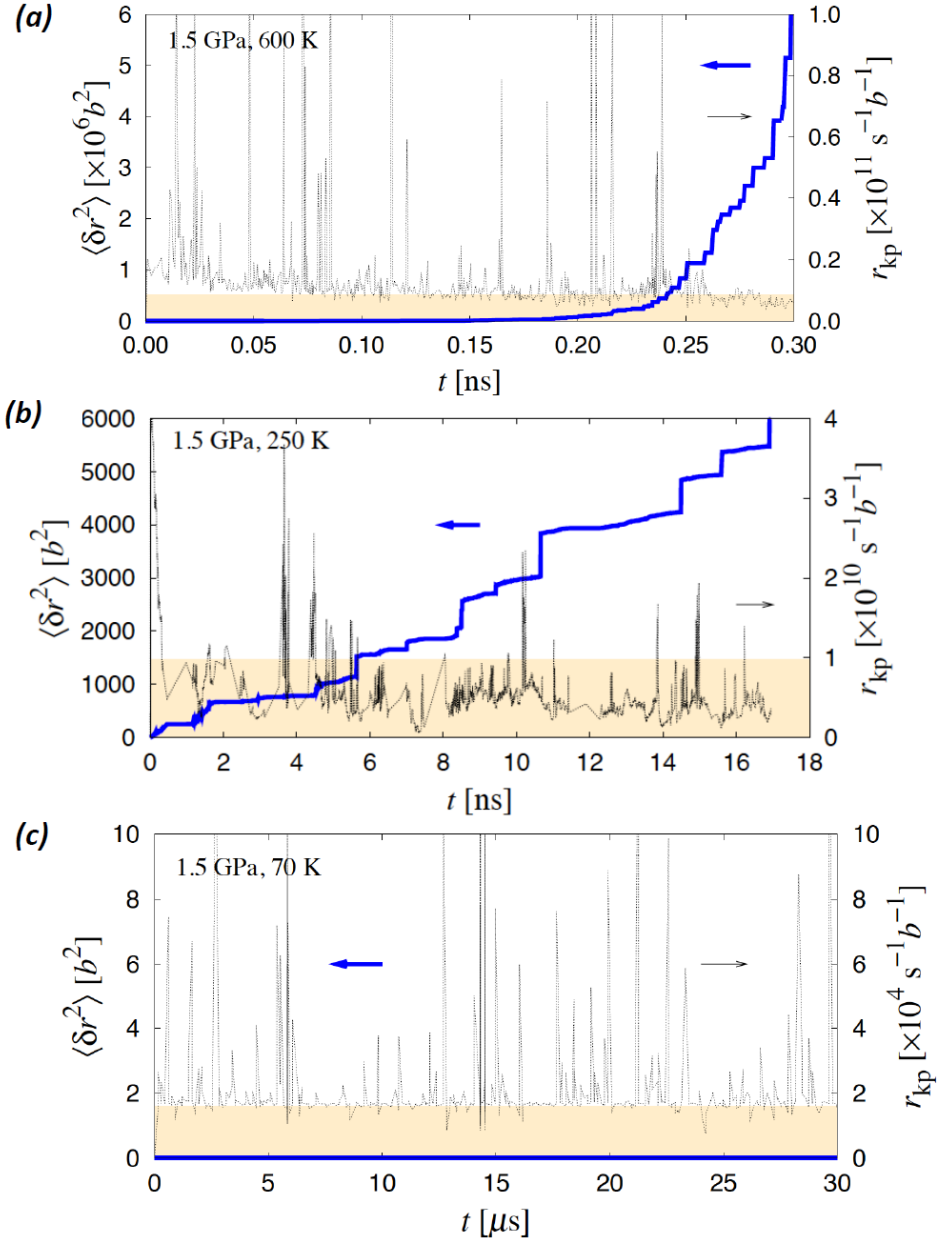 (a)
1.5 GPa, 600 K
6
5
4
3
2
1
0
⟨δr²⟩ [×10⁶b²]
1.0
0.8
0.6
0.4
0.2
0.0
r_kp [×10¹¹ s⁻¹b⁻¹]
0.00 0.05 0.10 0.15 0.20 0.25 0.30
t [ns]
(b)
1.5 GPa, 250 K
6000
5000
4000
3000
2000
1000
0
⟨δr²⟩ [b²]
4
3
2
1
0
r_kp [×10¹⁰ s⁻¹b⁻¹]
0 2 4 6 8 10 12 14 16 18
t [ns]
(c)
1.5 GPa, 70 K
10
8
6
4
2
0
⟨δr²⟩ [b²]
10
8
6
4
2
0
r_kp [×10⁴ s⁻¹b⁻¹]
0 5 10 15 20 25 30
t [μs]